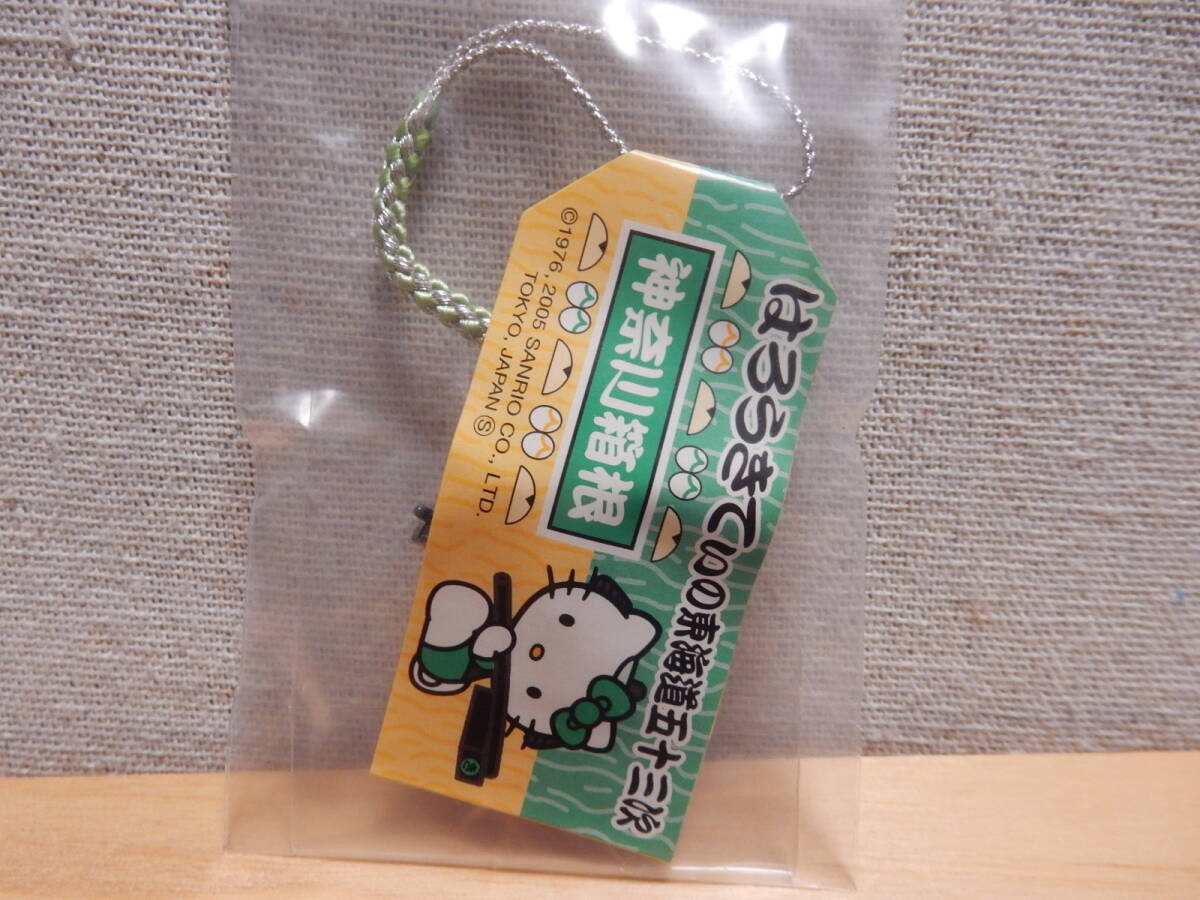 はろうきてぃの東海道五十三次
神奈川箱根
©1976, 2005 SANRIO CO., LTD.
TOKYO, JAPAN Ⓢ